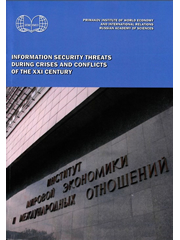 PRIMAKOV INSTITUTE OF WORLD ECONOMY
AND INTERNATIONAL RELATIONS
RUSSIAN ACADEMY OF SCIENCES
INFORMATION SECURITY THREATS
DURING CRISES AND CONFLICTS
OF THE XXI CENTURY
ИНСТИТУТ
МИРОВОЙ ЭКОНОМИКИ
И МЕЖДУНАРОДНЫХ ОТНОШЕНИЙ